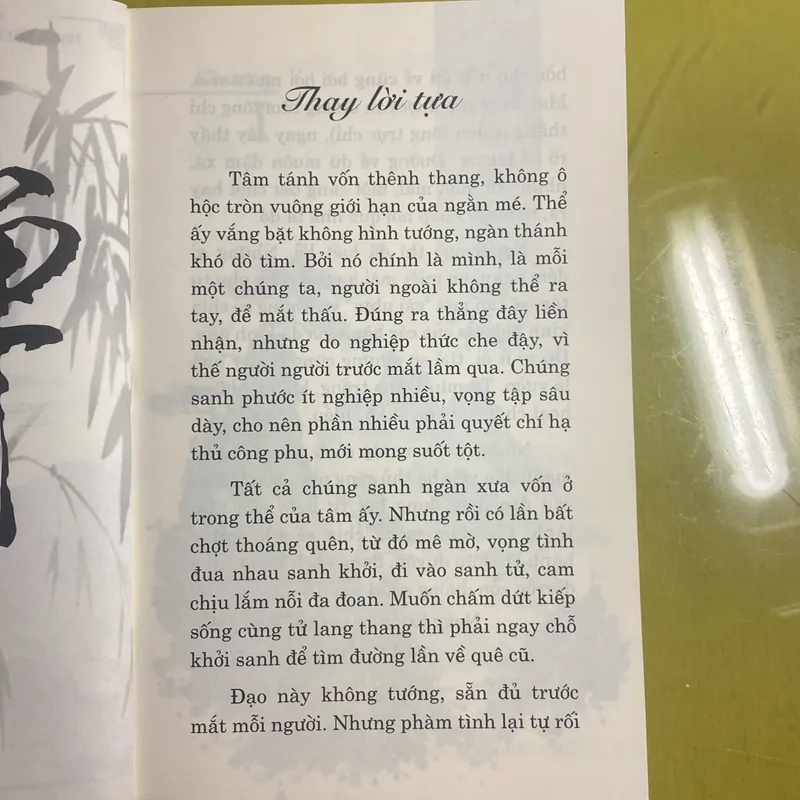 Thay lời tựa
Tâm tánh vốn thênh thang, không ô
hộc tròn vuông giới hạn của ngằn mé. Thể
ấy vắng bặt không hình tướng, ngàn thánh
khó dò tìm. Bởi nó chính là mình, là mỗi
một chúng ta, người ngoài không thể ra
tay, để mắt thấu. Đúng ra thẳng đây liền
nhận, nhưng do nghiệp thức che đậy, vì
thế người người trước mắt lầm qua. Chúng
sanh phước ít nghiệp nhiều, vọng tập sâu
dày, cho nên phần nhiều phải quyết chí hạ
thủ công phu, mới mong suốt tột.
Tất cả chúng sanh ngàn xưa vốn ở
trong thể của tâm ấy. Nhưng rồi có lần bất
chợt thoáng quên, từ đó mê mờ, vọng tình
đua nhau sanh khởi, đi vào sanh tử, cam
chịu lắm nỗi đa đoan. Muốn chấm dứt kiếp
sống cùng tử lang thang thì phải ngay chỗ
khởi sanh để tìm đường lần về quê cũ.
Đạo này không tướng, sẵn đủ trước
mắt mỗi người. Nhưng phàm tình lại tự rối